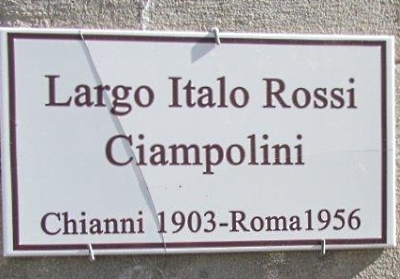 Largo Italo Rossi
Ciampolini
Chianni 1903-Roma1956